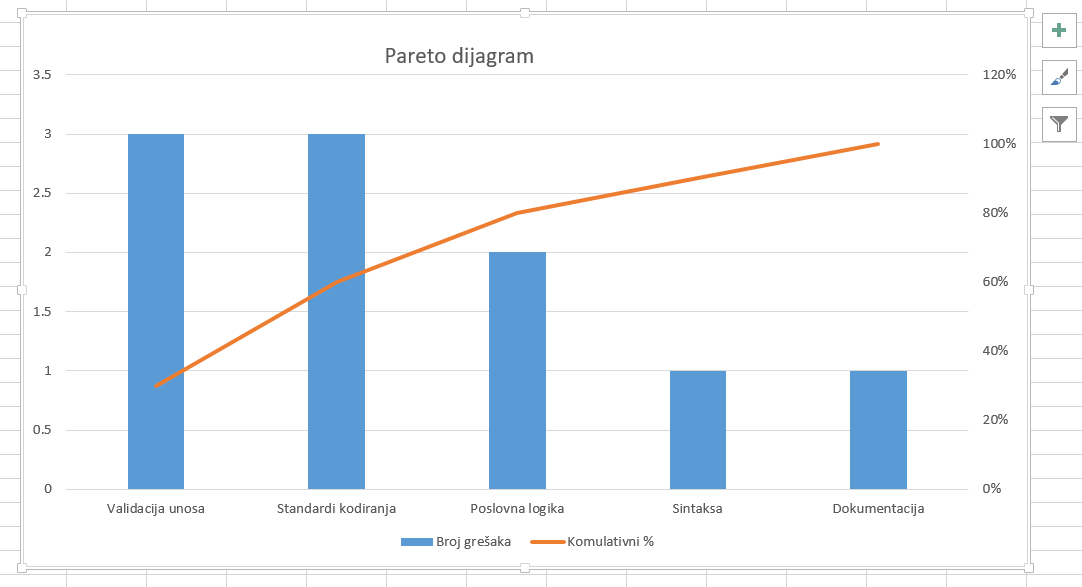 Pareto dijagram
3.5
3
2.5
2
1.5
1
0.5
0
120%
100%
80%
60%
40%
20%
0%
Validacija unosa
Standardi kodiranja
Poslovna logika
Sintaksa
Dokumentacija
Broj grešaka
Komulativni %